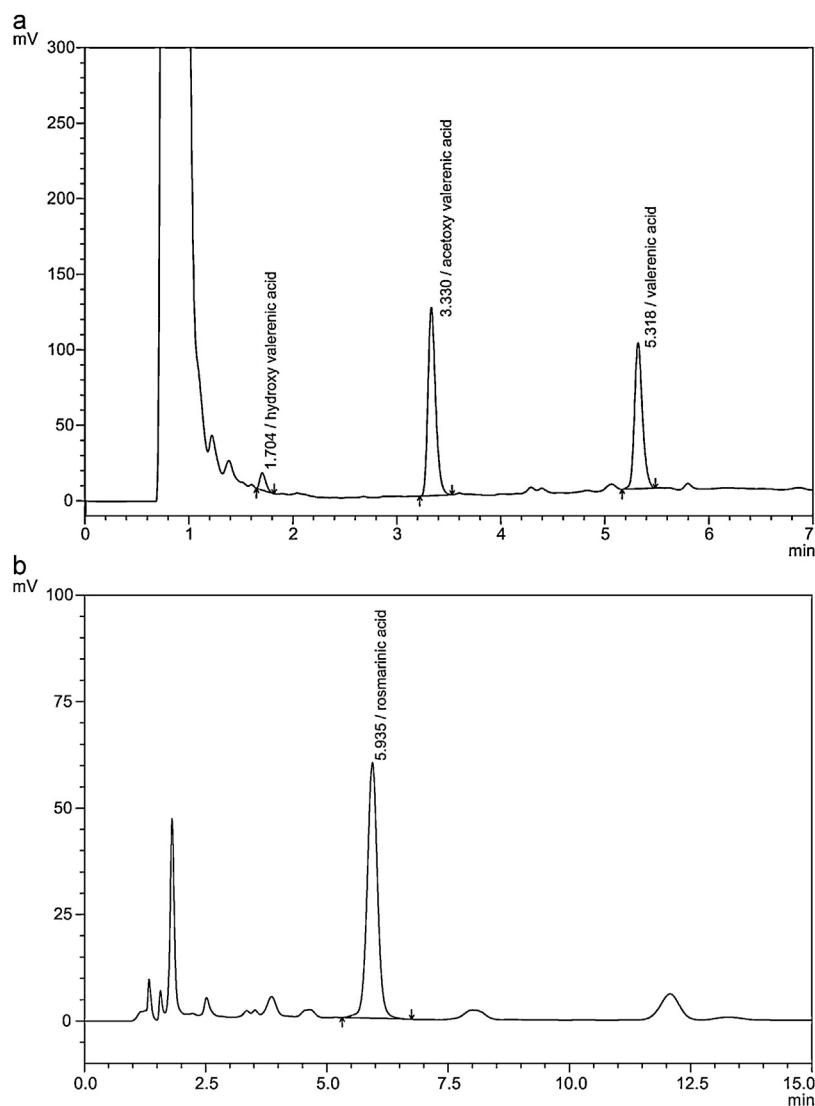 a
mV
300
250
200
150
100
50
0
1.704 / hydroxy valerenic acid
3.330 / acetoxy valerenic acid
5.318 / valerenic acid
0 1 2 3 4 5 6 7
min
b
mV
100
75
50
25
0
5.935 / rosmarinic acid
0.0 2.5 5.0 7.5 10.0 12.5 15.0
min